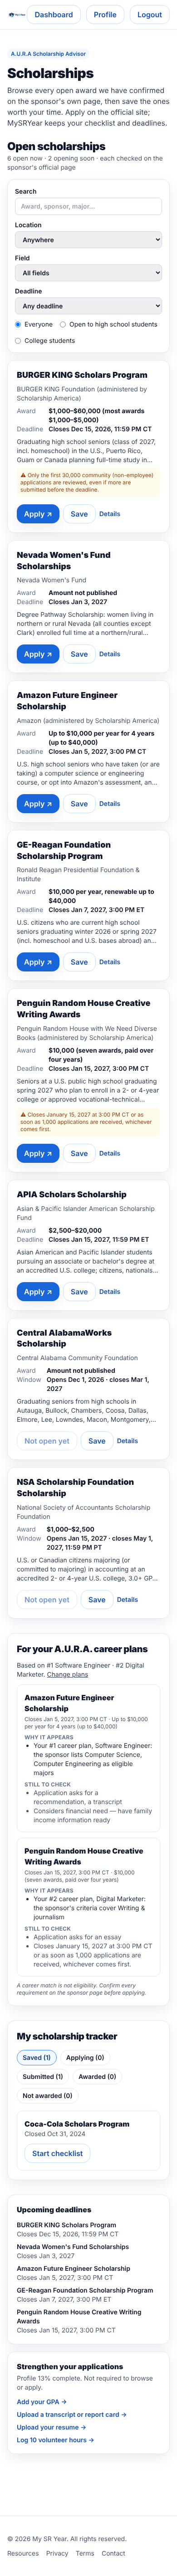 Dashboard
Profile
Logout
A.U.R.A Scholarship Advisor
Scholarships
Browse every open award we have confirmed
on the sponsor's own page, then save the ones
worth your time. Apply on the official site;
MySRYear keeps your checklist and deadlines.
Open scholarships
6 open now · 2 opening soon · each checked on the
sponsor's official page
Search
Award, sponsor, major...
Location
Anywhere
Field
All fields
Deadline
Any deadline
Everyone
Open to high school students
College students
BURGER KING Scholars Program
BURGER KING Foundation (administered by
Scholarship America)
Award $1,000–$60,000 (most awards
$1,000–$5,000)
Deadline Closes Dec 15, 2026, 11:59 PM CT
Graduating high school seniors (class of 2027,
incl. homeschool) in the U.S., Puerto Rico,
Guam or Canada planning full-time study in...
⚠ Only the first 30,000 community (non-employee)
applications are reviewed, even if more are
submitted before the deadline.
Apply ↗ Save Details
Nevada Women's Fund
Scholarships
Nevada Women's Fund
Award Amount not published
Deadline Closes Jan 3, 2027
Degree Pathway Scholarship: women living in
northern or rural Nevada (all counties except
Clark) enrolled full time at a northern/rural...
Apply ↗ Save Details
Amazon Future Engineer
Scholarship
Amazon (administered by Scholarship America)
Award Up to $10,000 per year for 4 years
(up to $40,000)
Deadline Closes Jan 5, 2027, 3:00 PM CT
U.S. high school seniors who have taken (or are
taking) a computer science or engineering
course, or opt into Amazon's assessment, an...
Apply ↗ Save Details
GE-Reagan Foundation
Scholarship Program
Ronald Reagan Presidential Foundation &
Institute
Award $10,000 per year, renewable up to
$40,000
Deadline Closes Jan 7, 2027, 3:00 PM ET
U.S. citizens who are current high school
seniors graduating winter 2026 or spring 2027
(incl. homeschool and U.S. bases abroad) an...
Apply ↗ Save Details
Penguin Random House Creative
Writing Awards
Penguin Random House with We Need Diverse
Books (administered by Scholarship America)
Award $10,000 (seven awards, paid over
four years)
Deadline Closes Jan 15, 2027, 3:00 PM CT
Seniors at a U.S. public high school graduating
spring 2027 who plan to enroll in a 2- or 4-year
college or approved vocational-technical...
⚠ Closes January 15, 2027 at 3:00 PM CT or as
soon as 1,000 applications are received, whichever
comes first.
Apply ↗ Save Details
APIA Scholars Scholarship
Asian & Pacific Islander American Scholarship
Fund
Award $2,500–$20,000
Deadline Closes Jan 15, 2027, 11:59 PM ET
Asian American and Pacific Islander students
pursuing an associate or bachelor's degree at
an accredited U.S. college; citizens, nationals...
Apply ↗ Save Details
Central AlabamaWorks
Scholarship
Central Alabama Community Foundation
Award Amount not published
Window Opens Dec 1, 2026 · closes Mar 1,
2027
Graduating seniors from high schools in
Autauga, Bullock, Chambers, Coosa, Dallas,
Elmore, Lee, Lowndes, Macon, Montgomery,...
Not open yet Save Details
NSA Scholarship Foundation
Scholarship
National Society of Accountants Scholarship
Foundation
Award $1,000–$2,500
Window Opens Jan 15, 2027 · closes May 1,
2027, 11:59 PM PT
U.S. or Canadian citizens majoring (or
committed to majoring) in accounting at an
accredited 2- or 4-year U.S. college, 3.0+ GP...
Not open yet Save Details
For your A.U.R.A. career plans
Based on #1 Software Engineer · #2 Digital
Marketer. Change plans
Amazon Future Engineer
Scholarship
Closes Jan 5, 2027, 3:00 PM CT · Up to $10,000
per year for 4 years (up to $40,000)
WHY IT APPEARS
• Your #1 career plan, Software Engineer:
the sponsor lists Computer Science,
Computer Engineering as eligible
majors
STILL TO CHECK
• Application asks for a
recommendation, a transcript
• Considers financial need — have family
income information ready
Penguin Random House Creative
Writing Awards
Closes Jan 15, 2027, 3:00 PM CT · $10,000
(seven awards, paid over four years)
WHY IT APPEARS
• Your #2 career plan, Digital Marketer:
the sponsor's criteria cover Writing &
journalism
STILL TO CHECK
• Application asks for an essay
• Closes January 15, 2027 at 3:00 PM CT
or as soon as 1,000 applications are
received, whichever comes first.
A career match is not eligibility. Confirm every
requirement on the sponsor page before applying.
My scholarship tracker
Saved (1) Applying (0)
Submitted (1) Awarded (0)
Not awarded (0)
Coca-Cola Scholars Program
Closed Oct 31, 2024
Start checklist
Upcoming deadlines
BURGER KING Scholars Program
Closes Dec 15, 2026, 11:59 PM CT
Nevada Women's Fund Scholarships
Closes Jan 3, 2027
Amazon Future Engineer Scholarship
Closes Jan 5, 2027, 3:00 PM CT
GE-Reagan Foundation Scholarship Program
Closes Jan 7, 2027, 3:00 PM ET
Penguin Random House Creative Writing
Awards
Closes Jan 15, 2027, 3:00 PM CT
Strengthen your applications
Profile 13% complete. Not required to browse
or apply.
Add your GPA →
Upload a transcript or report card →
Upload your resume →
Log 10 volunteer hours →
© 2026 My SR Year. All rights reserved.
Resources Privacy Terms Contact